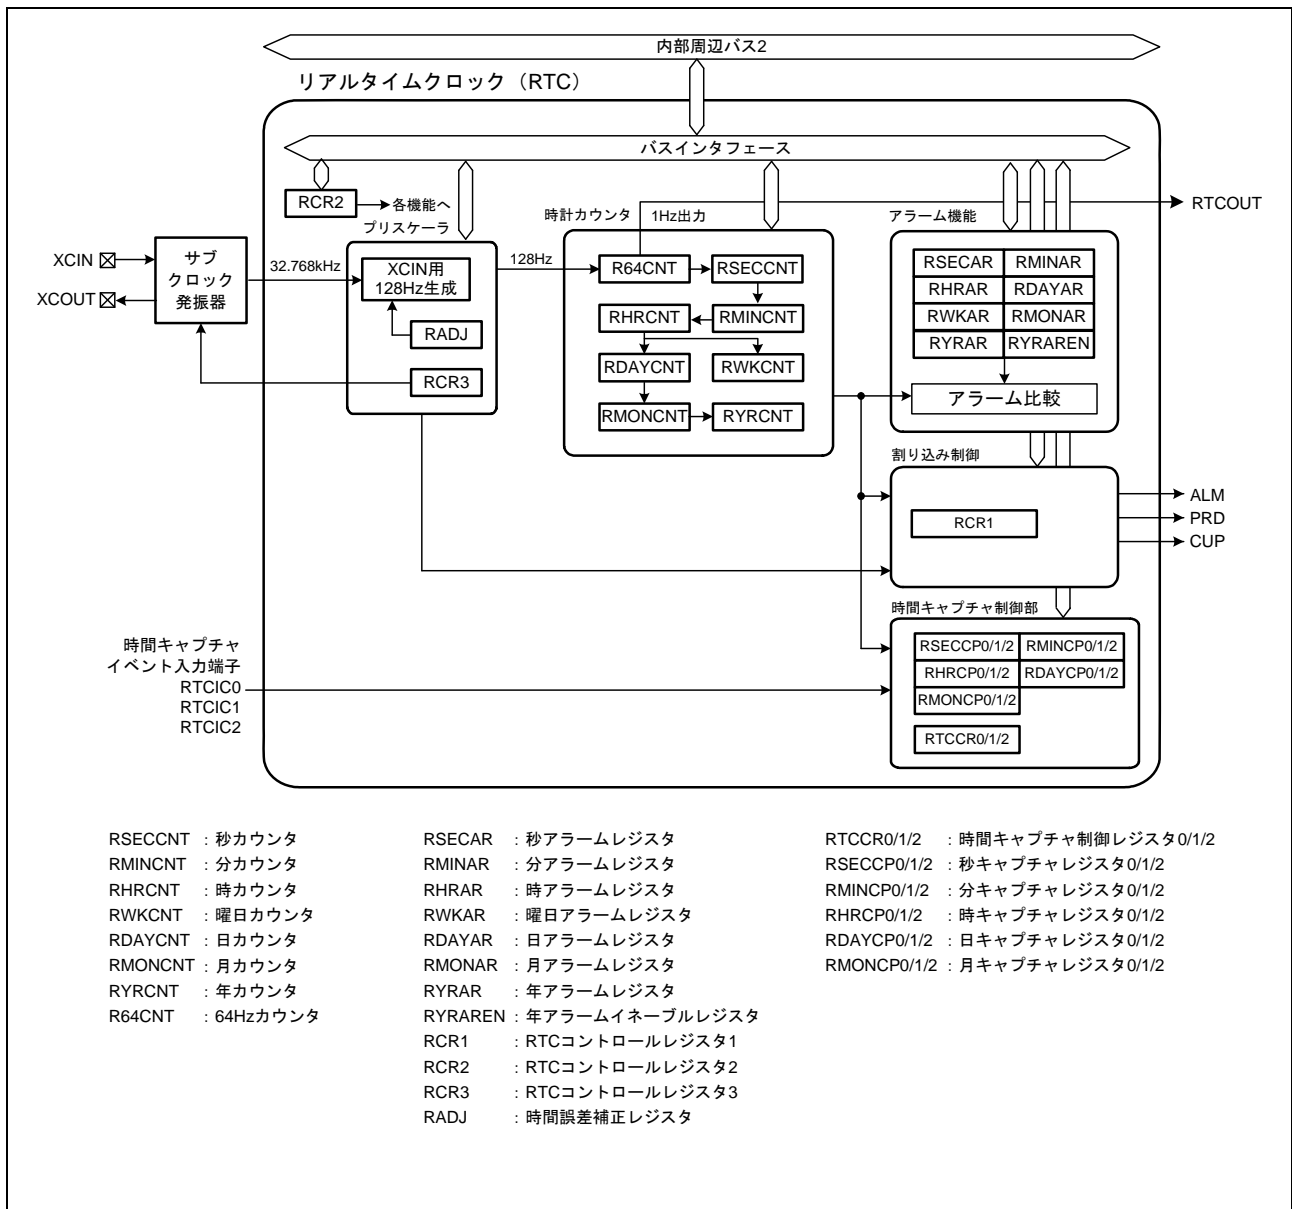 内部周辺バス2
リアルタイムクロック（RTC）
バスインタフェース
RCR2
各機能へ
プリスケーラ
時計カウンタ
1Hz出力
アラーム機能
RTCOUT
XCIN
XCOUT
サブ
クロック
発振器
32.768kHz
XCIN用
128Hz生成
RADJ
RCR3
128Hz
R64CNT
RSECCNT
RHRCNT
RMINCNT
RDAYCNT
RWKCNT
RMONCNT
RYRCNT
RSECAR
RMINAR
RHRAR
RDAYAR
RWKAR
RMONAR
RYRAR
RYRAREN
アラーム比較
割り込み制御
RCR1
ALM
PRD
CUP
時間キャプチャ制御部
時間キャプチャ
イベント入力端子
RTCIC0
RTCIC1
RTCIC2
RSECCP0/1/2
RMINCP0/1/2
RHRCP0/1/2
RDAYCP0/1/2
RMONCP0/1/2
RTCCR0/1/2
RSECCNT : 秒カウンタ
RMINCNT : 分カウンタ
RHRCNT : 時カウンタ
RWKCNT : 曜日カウンタ
RDAYCNT : 日カウンタ
RMONCNT : 月カウンタ
RYRCNT : 年カウンタ
R64CNT : 64Hzカウンタ
RSECAR : 秒アラームレジスタ
RMINAR : 分アラームレジスタ
RHRAR : 時アラームレジスタ
RWKAR : 曜日アラームレジスタ
RDAYAR : 日アラームレジスタ
RMONAR : 月アラームレジスタ
RYRAR : 年アラームレジスタ
RYRAREN : 年アラームイネーブルレジスタ
RCR1 : RTCコントロールレジスタ1
RCR2 : RTCコントロールレジスタ2
RCR3 : RTCコントロールレジスタ3
RADJ : 時間誤差補正レジスタ
RTCCR0/1/2 : 時間キャプチャ制御レジスタ0/1/2
RSECCP0/1/2 : 秒キャプチャレジスタ0/1/2
RMINCP0/1/2 : 分キャプチャレジスタ0/1/2
RHRCP0/1/2 : 時キャプチャレジスタ0/1/2
RDAYCP0/1/2 : 日キャプチャレジスタ0/1/2
RMONCP0/1/2 : 月キャプチャレジスタ0/1/2